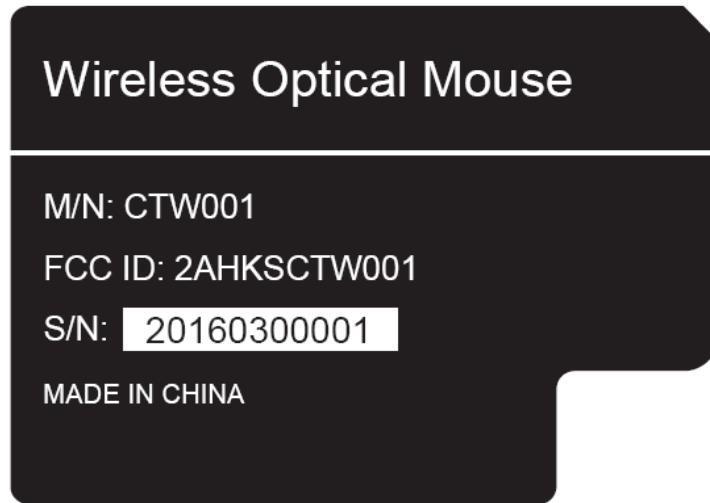 Wireless Optical Mouse
M/N: CTW001
FCC ID: 2AHKSCTW001
S/N: 20160300001
MADE IN CHINA